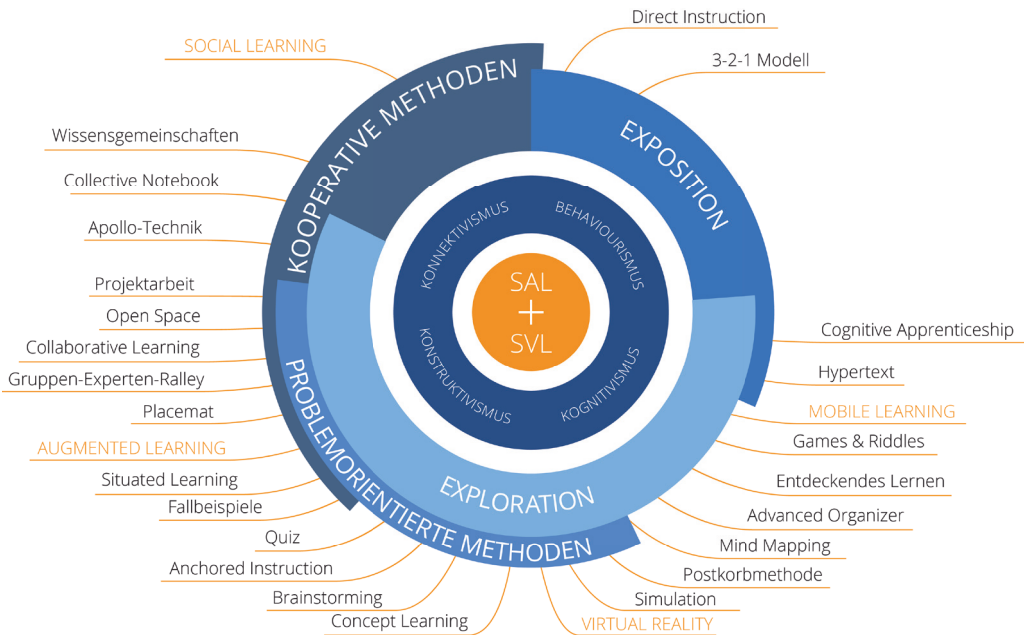 Direct Instruction
3-2-1 Modell
SOCIAL LEARNING
Wissensgemeinschaften
Collective Notebook
Apollo-Technik
Projektarbeit
Open Space
Collaborative Learning
Gruppen-Experten-Ralley
Placemat
AUGMENTED LEARNING
Situated Learning
Fallbeispiele
Quiz
Anchored Instruction
Brainstorming
Concept Learning
KOOPERATIVE METHODEN
EXPOSITION
PROBLEMORIENTIERTE METHODEN
EXPLORATION
KONNEKTIVISMUS
BEHAVIOURISMUS
KONSTRUKTIVISMUS
KOGNITIVISMUS
SAL
+
SVL
Cognitive Apprenticeship
Hypertext
MOBILE LEARNING
Games & Riddles
Entdeckendes Lernen
Advanced Organizer
Mind Mapping
Postkorbmethode
Simulation
VIRTUAL REALITY